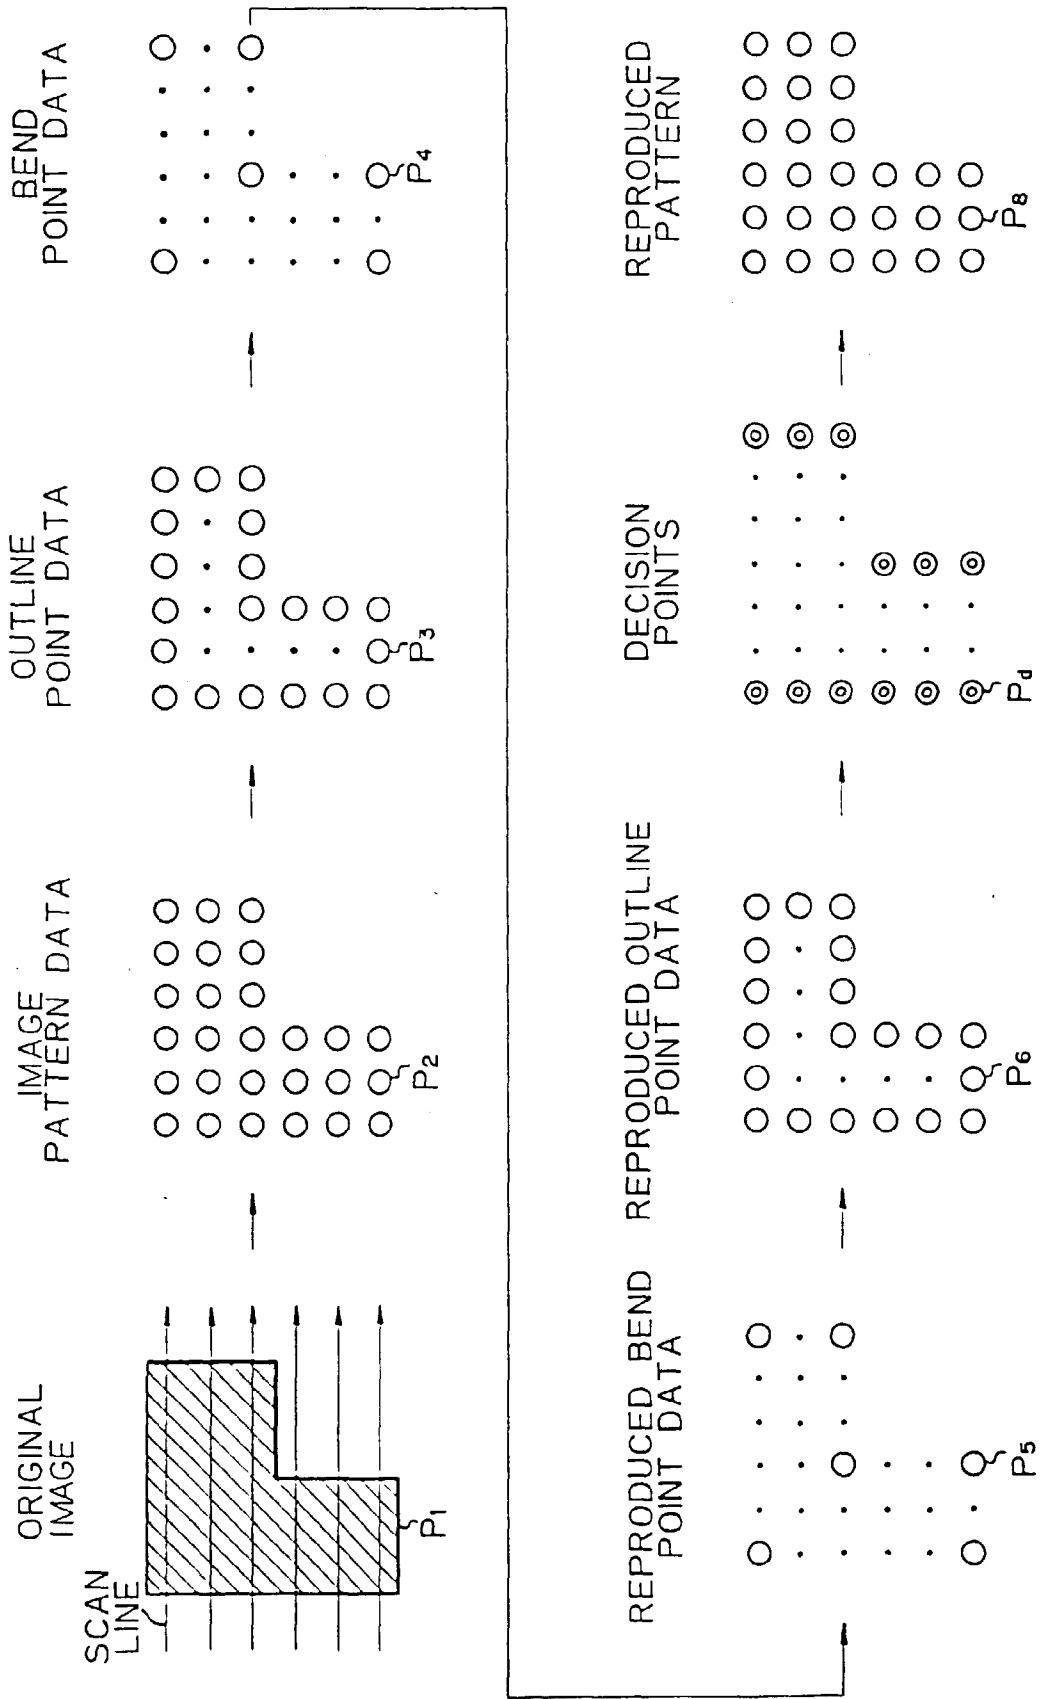 ORIGINAL
IMAGE
SCAN
LINE
P1
IMAGE
PATTERN DATA
P2
OUTLINE
POINT DATA
P3
BEND
POINT DATA
P4
REPRODUCED BEND
POINT DATA
P5
REPRODUCED OUTLINE
POINT DATA
P6
DECISION
POINTS
Pd
REPRODUCED
PATTERN
P8